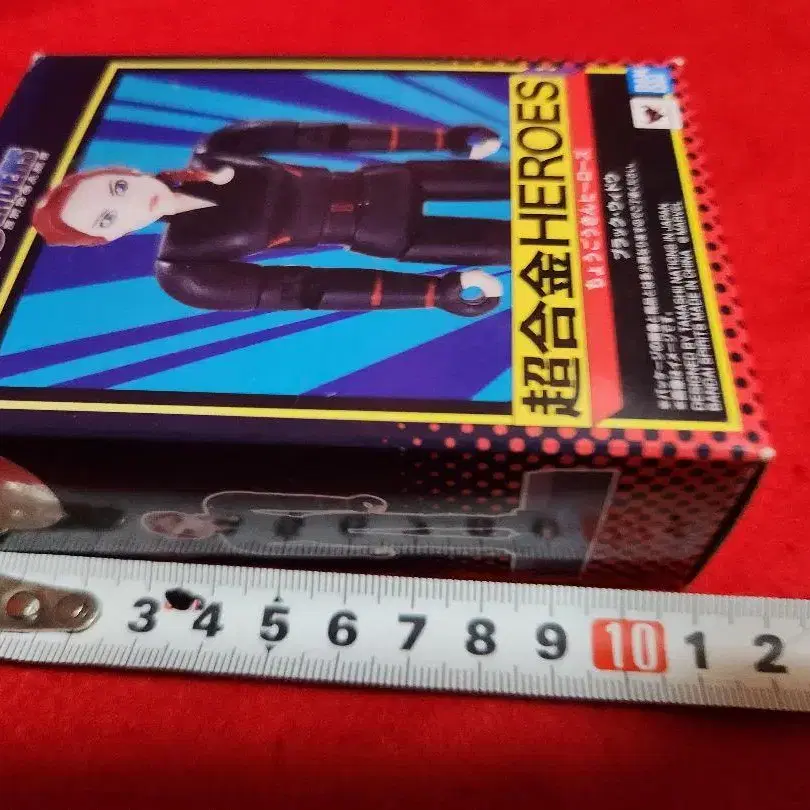 超合金HEROES
ちょうごうきんヒーローズ
ブラック・ウィドウ
DESIGNED BY TAMASHII NATIONS IN JAPAN
BANDAI SPIRITS MADE IN CHINA © MARVEL
3 4 5 6 7 8 9 10 1 2